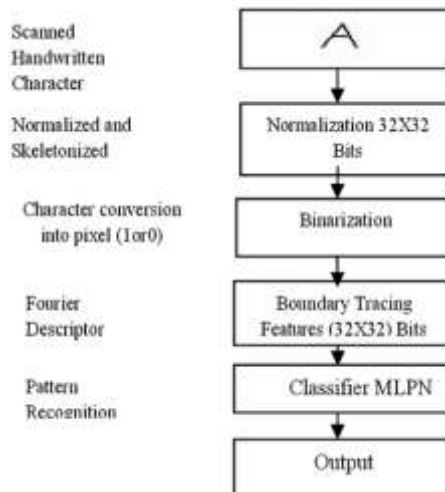 Scanned
Handwritten
Character
A
Normalized and
Skeletonized
Normalization 32X32
Bits
Character conversion
into pixel (1or0)
Binarization
Fourier
Descriptor
Boundary Tracing
Features (32X32) Bits
Pattern
Recognition
Classifier MLPN
Output